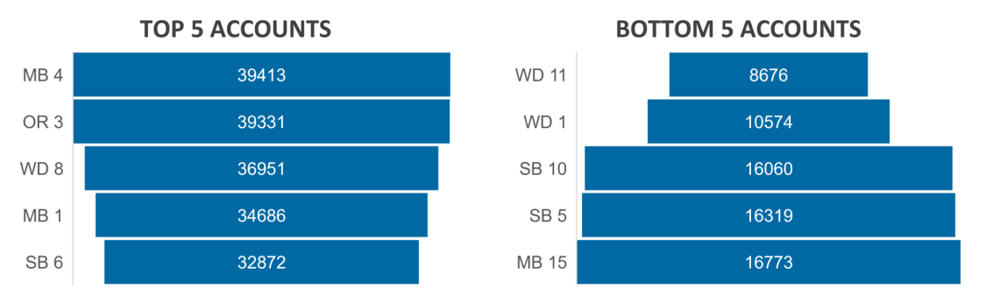 TOP 5 ACCOUNTS
MB 4 39413
OR 3 39331
WD 8 36951
MB 1 34686
SB 6 32872
BOTTOM 5 ACCOUNTS
WD 11 8676
WD 1 10574
SB 10 16060
SB 5 16319
MB 15 16773